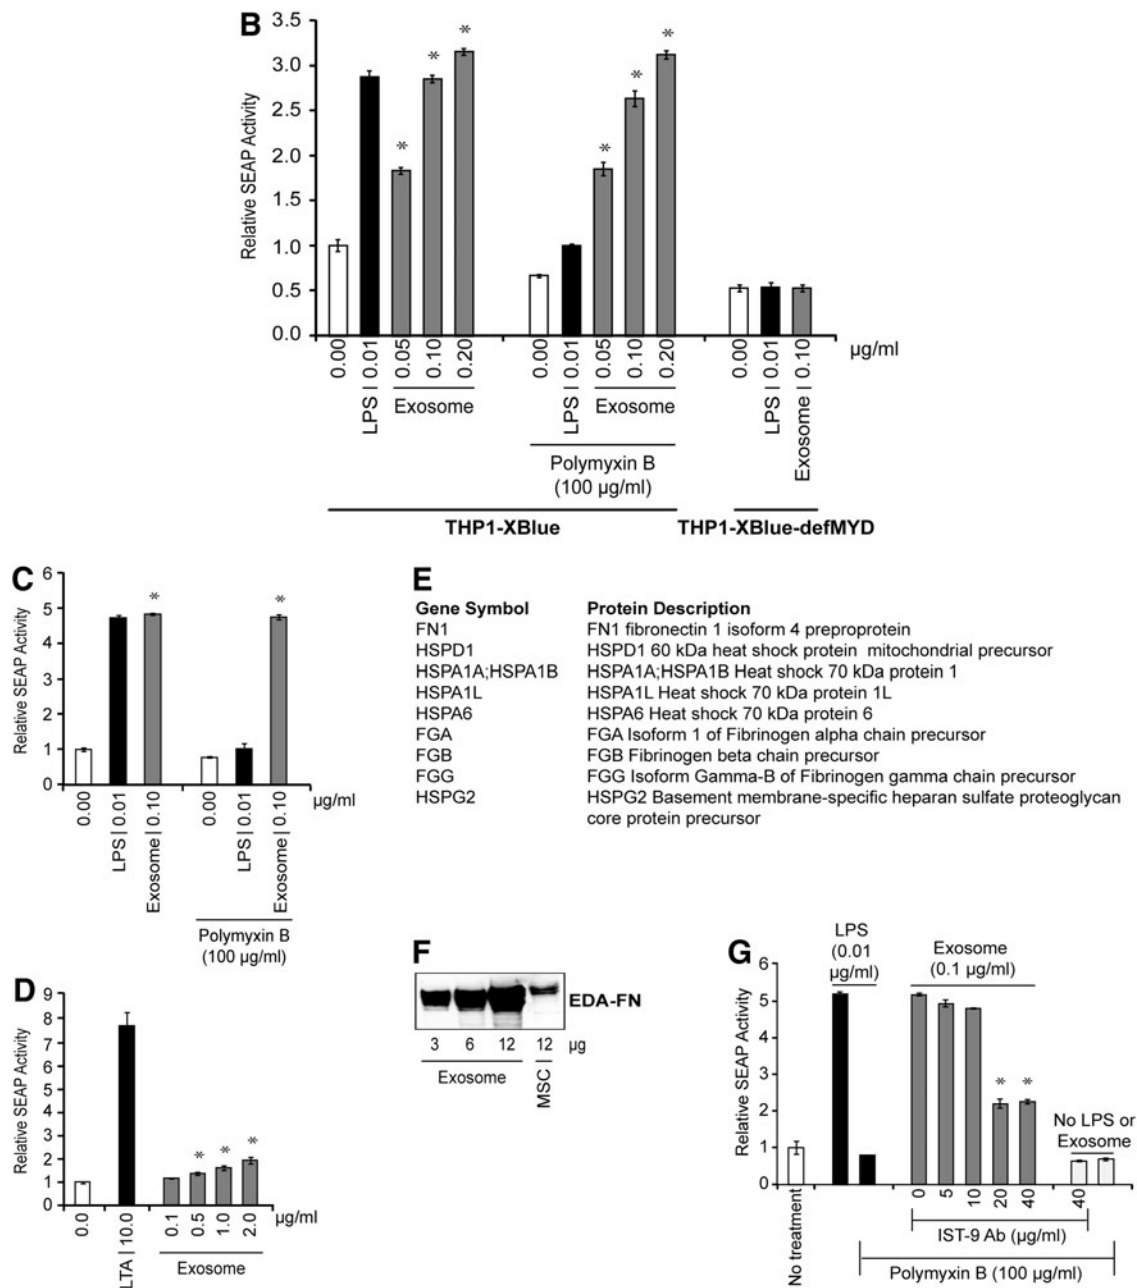 B
Relative SEAP Activity
3.5
3.0
2.5
2.0
1.5
1.0
0.5
0.0
* * * * * *
0.00 0.01 0.05 0.10 0.20 0.00 0.01 0.05 0.10 0.20 0.00 0.01 0.10 µg/ml
LPS Exosome LPS Exosome LPS Exosome
Polymyxin B
(100 µg/ml)
THP1-XBlue THP1-XBlue-defMYD
C
Relative SEAP Activity
6
5
4
3
2
1
0
* *
0.00 LPS | 0.01 Exosome | 0.10 0.00 LPS | 0.01 Exosome | 0.10 µg/ml
Polymyxin B
(100 µg/ml)
E
Gene Symbol Protein Description
FN1 FN1 fibronectin 1 isoform 4 preproprotein
HSPD1 HSPD1 60 kDa heat shock protein mitochondrial precursor
HSPA1A;HSPA1B HSPA1A;HSPA1B Heat shock 70 kDa protein 1
HSPA1L HSPA1L Heat shock 70 kDa protein 1L
HSPA6 HSPA6 Heat shock 70 kDa protein 6
FGA FGA Isoform 1 of Fibrinogen alpha chain precursor
FGB FGB Fibrinogen beta chain precursor
FGG FGG Isoform Gamma-B of Fibrinogen gamma chain precursor
HSPG2 HSPG2 Basement membrane-specific heparan sulfate proteoglycan
core protein precursor
D
Relative SEAP Activity
9
8
7
6
5
4
3
2
1
0
* * *
0.0 LTA | 10.0 0.1 0.5 1.0 2.0 µg/ml
Exosome
F
EDA-FN
3 6 12 12 µg
Exosome MSC
G
Relative SEAP Activity
LPS
(0.01
µg/ml)
Exosome
(0.1 µg/ml)
6
5
4
3
2
1
0
* *
No LPS or
Exosome
No treatment
0 5 10 20 40 40
IST-9 Ab (µg/ml)
Polymyxin B (100 µg/ml)